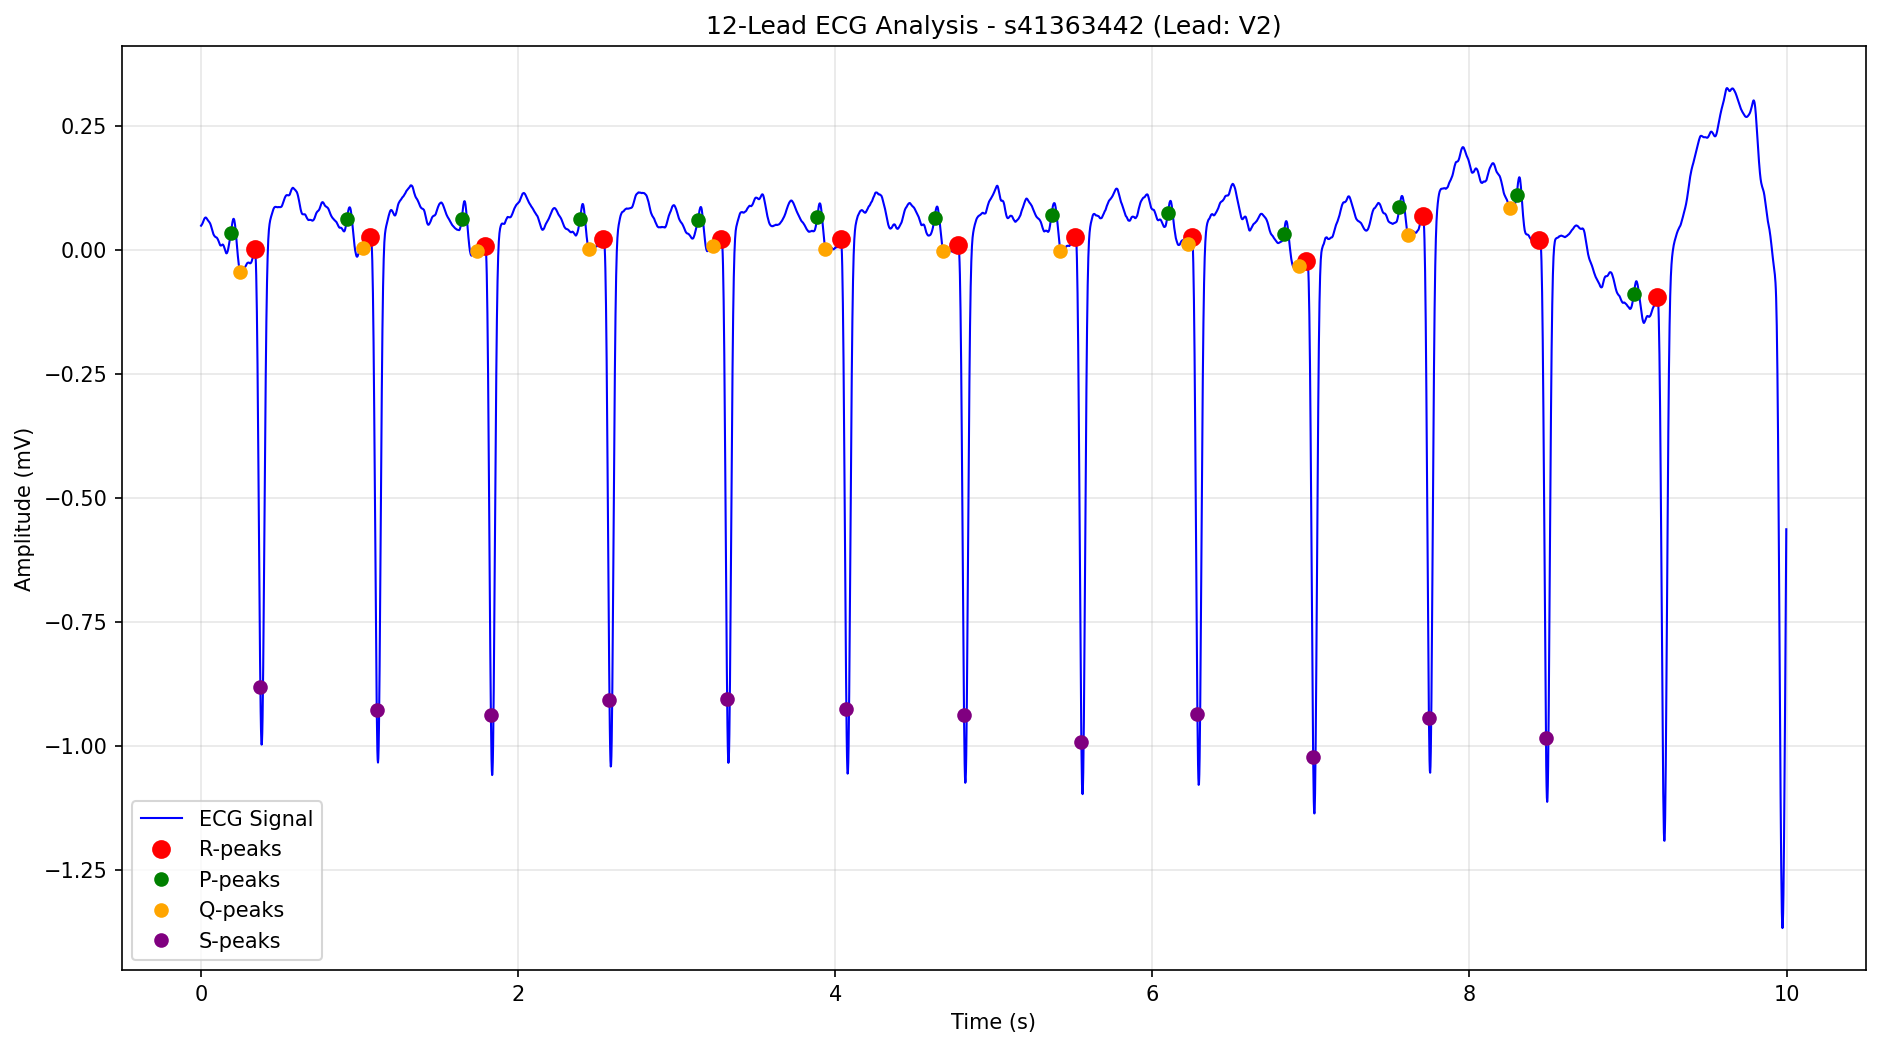 12-Lead ECG Analysis - s41363442 (Lead: V2)
Amplitude (mV)
0.25
0.00
−0.25
−0.50
−0.75
−1.00
−1.25
ECG Signal
R-peaks
P-peaks
Q-peaks
S-peaks
0 2 4 6 8 10
Time (s)